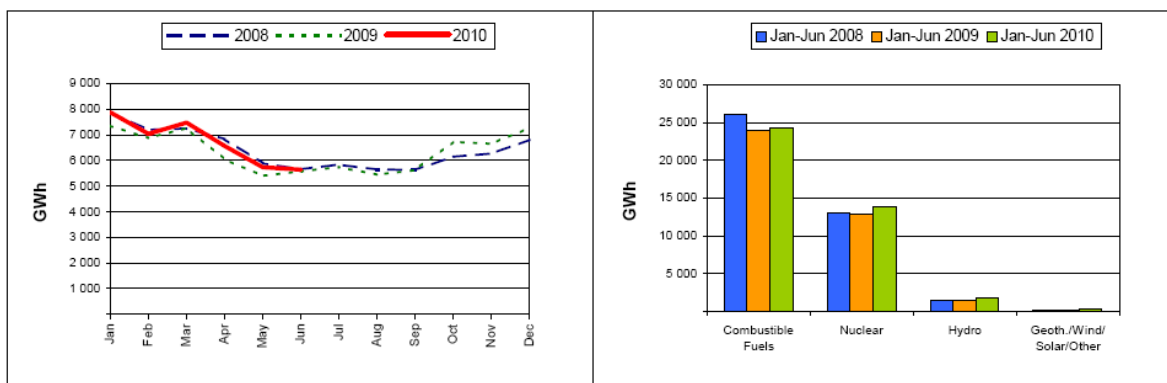 2008 2009 2010
9 000
8 000
7 000
6 000
5 000
4 000
3 000
2 000
1 000
GWh
Jan Feb Mar Apr May Jun Jul Aug Sep Oct Nov Dec
Jan-Jun 2008 Jan-Jun 2009 Jan-Jun 2010
30 000
25 000
20 000
15 000
10 000
5 000
GWh
Combustible Nuclear Hydro Geoth./Wind/
Fuels Solar/Other